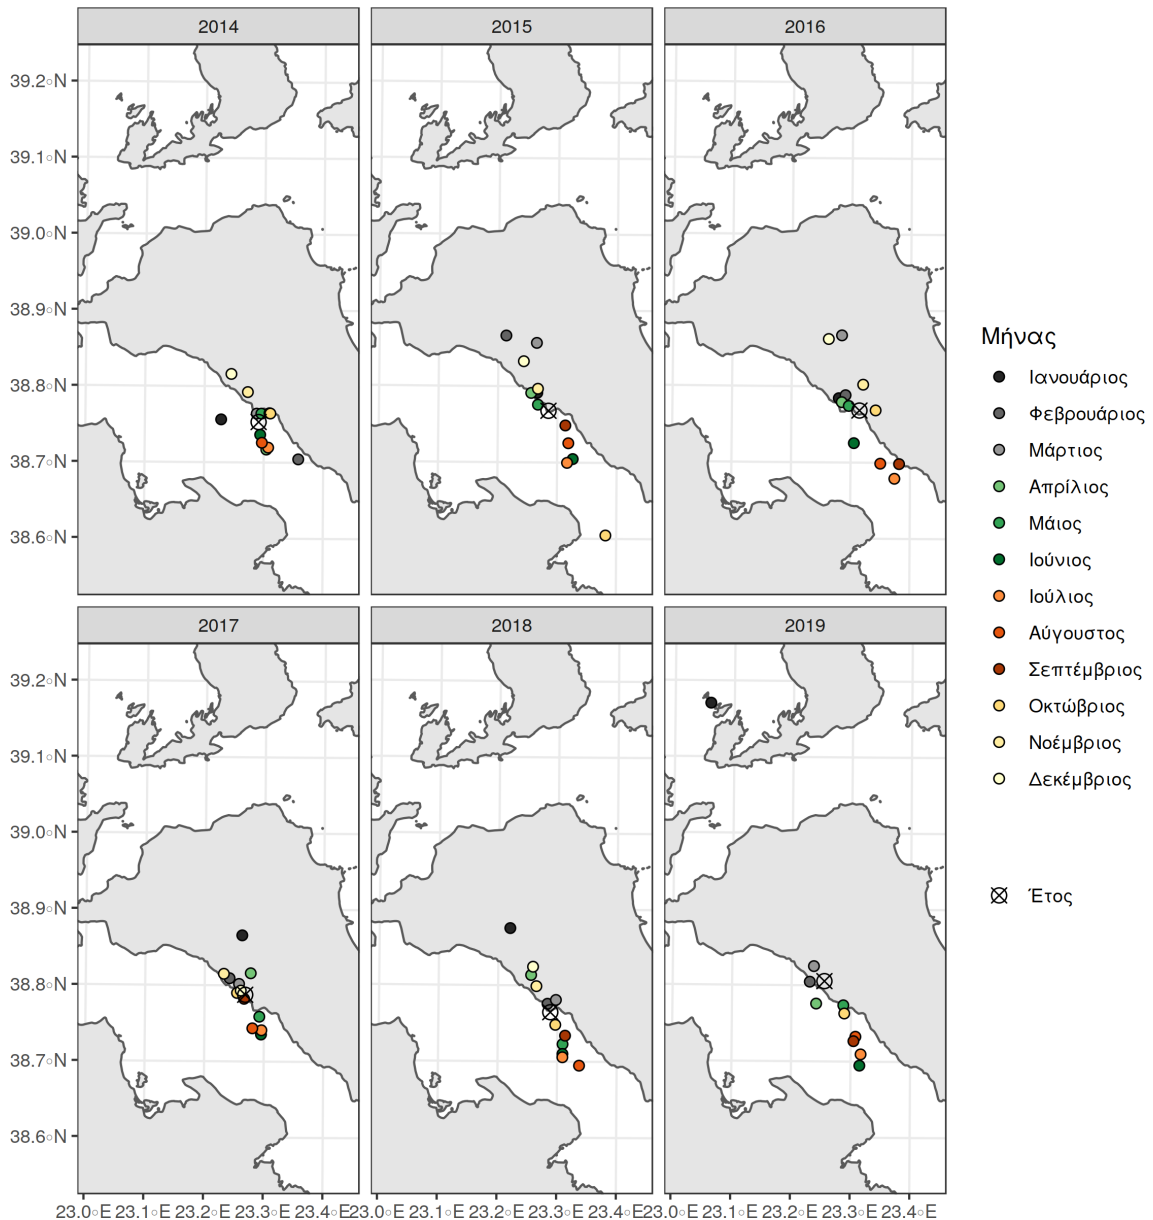 2014 2015 2016
39.2°N
39.1°N
39.0°N
38.9°N
38.8°N
38.7°N
38.6°N
2017 2018 2019
39.2°N
39.1°N
39.0°N
38.9°N
38.8°N
38.7°N
38.6°N
23.0°E 23.1°E 23.2°E 23.3°E 23.4°E 23.0°E 23.1°E 23.2°E 23.3°E 23.4°E 23.0°E 23.1°E 23.2°E 23.3°E 23.4°E
Μήνας
Ιανουάριος
Φεβρουάριος
Μάρτιος
Απρίλιος
Μάιος
Ιούνιος
Ιούλιος
Αύγουστος
Σεπτέμβριος
Οκτώβριος
Νοέμβριος
Δεκέμβριος
Έτος